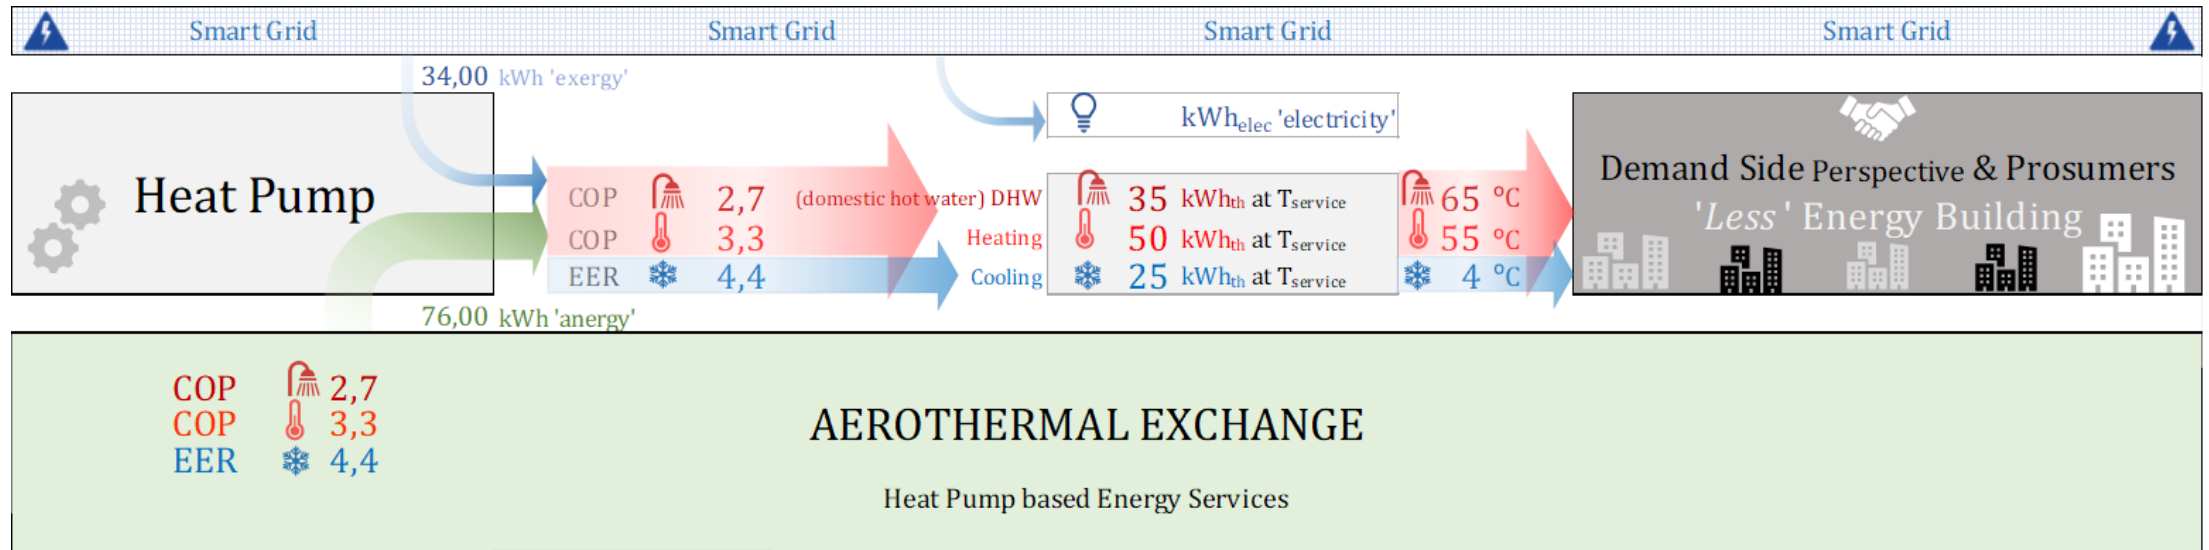 Smart Grid Smart Grid Smart Grid Smart Grid
34,00 kWh 'exergy'
kWhelec 'electricity'
Heat Pump
COP 2,7 (domestic hot water) DHW 35 kWhth at Tservice 65 ºC
COP 3,3 Heating 50 kWhth at Tservice 55 ºC
EER 4,4 Cooling 25 kWhth at Tservice 4 ºC
Demand Side Perspective & Prosumers
'Less' Energy Building
76,00 kWh 'anergy'
COP 2,7
COP 3,3
EER 4,4
AEROTHERMAL EXCHANGE
Heat Pump based Energy Services